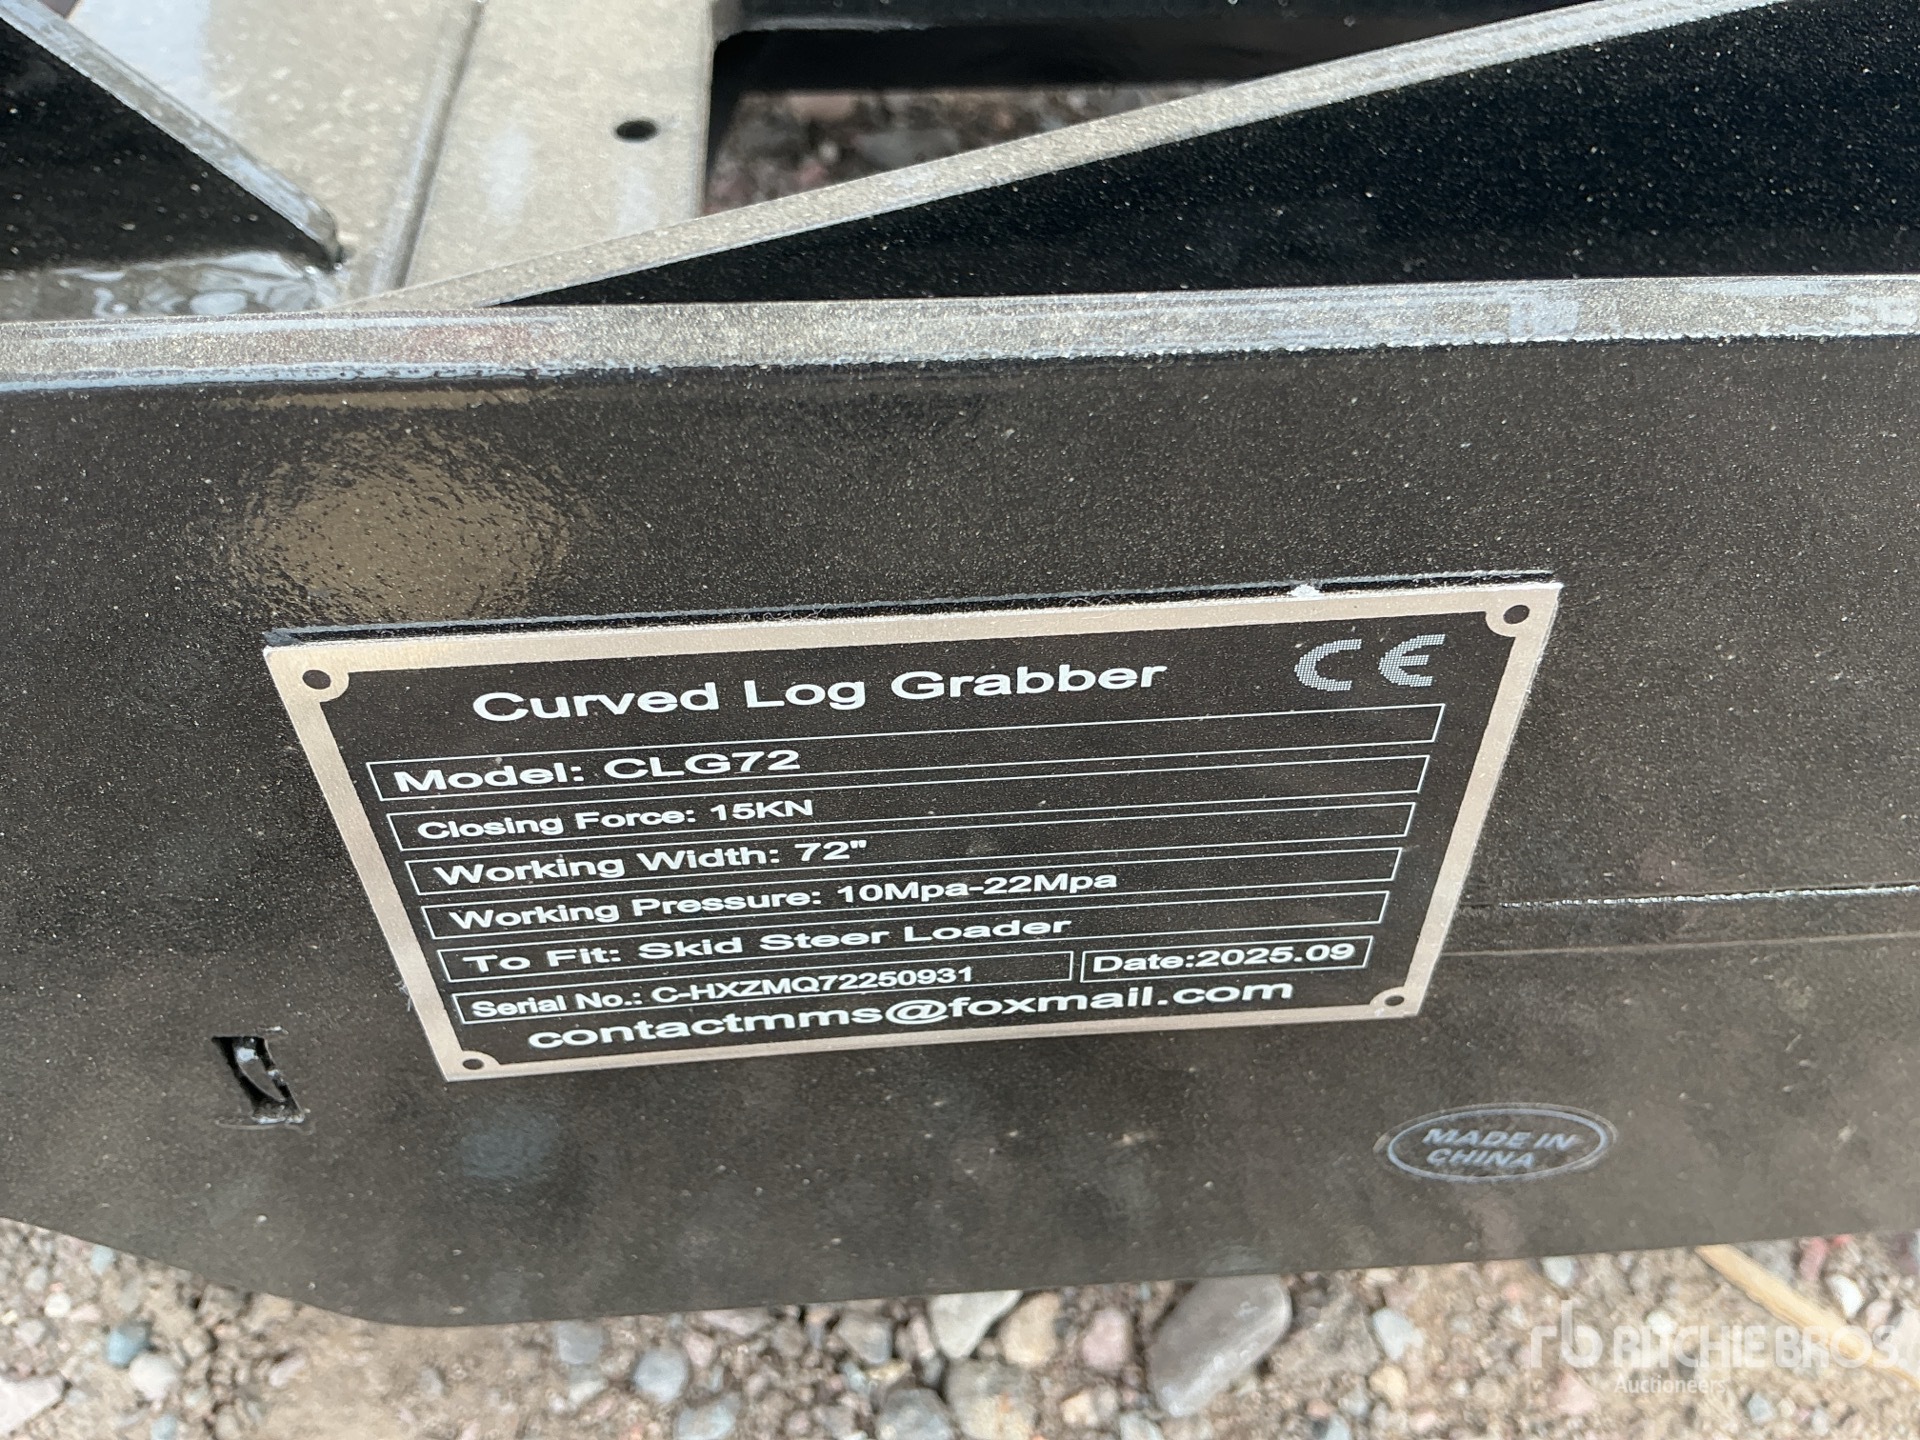 Curved Log Grabber CE
Model: CLG72
Closing Force: 15KN
Working Width: 72"
Working Pressure: 10Mpa-22Mpa
To Fit: Skid Steer Loader
Serial No.: C-HXZMQ72250931 Date:2025.09
contactmms@foxmail.com
MADE IN
CHINA
rb RITCHIE BROS
Auctioneers